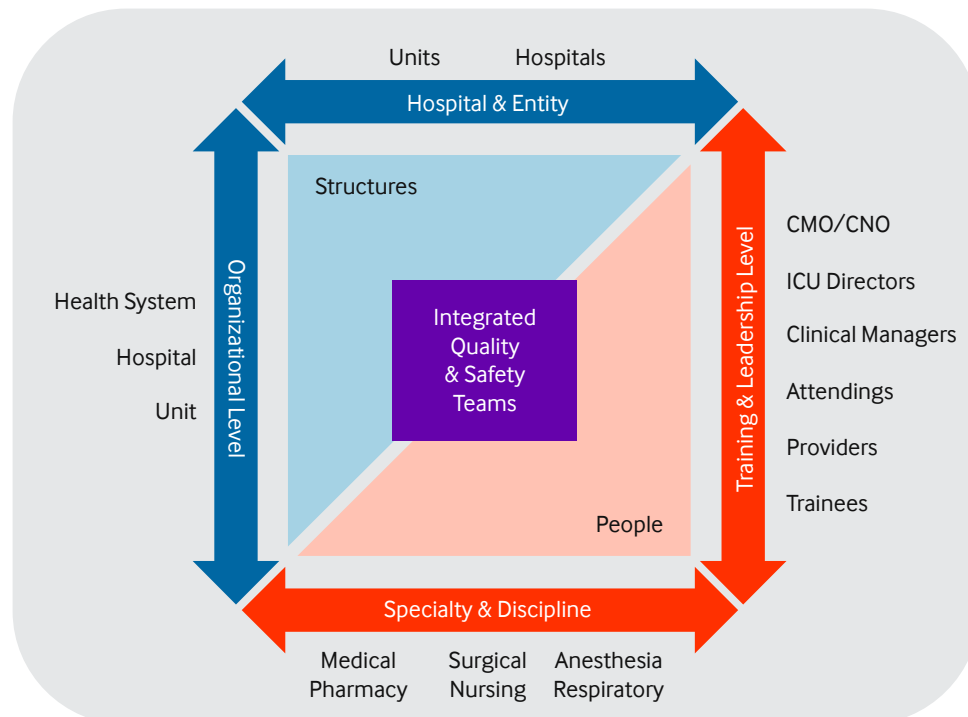 Units Hospitals
Hospital & Entity
Structures
Organizational Level
Health System
Hospital
Unit
Integrated
Quality
& Safety
Teams
Training & Leadership Level
CMO/CNO
ICU Directors
Clinical Managers
Attendings
Providers
Trainees
People
Specialty & Discipline
Medical Surgical Anesthesia
Pharmacy Nursing Respiratory